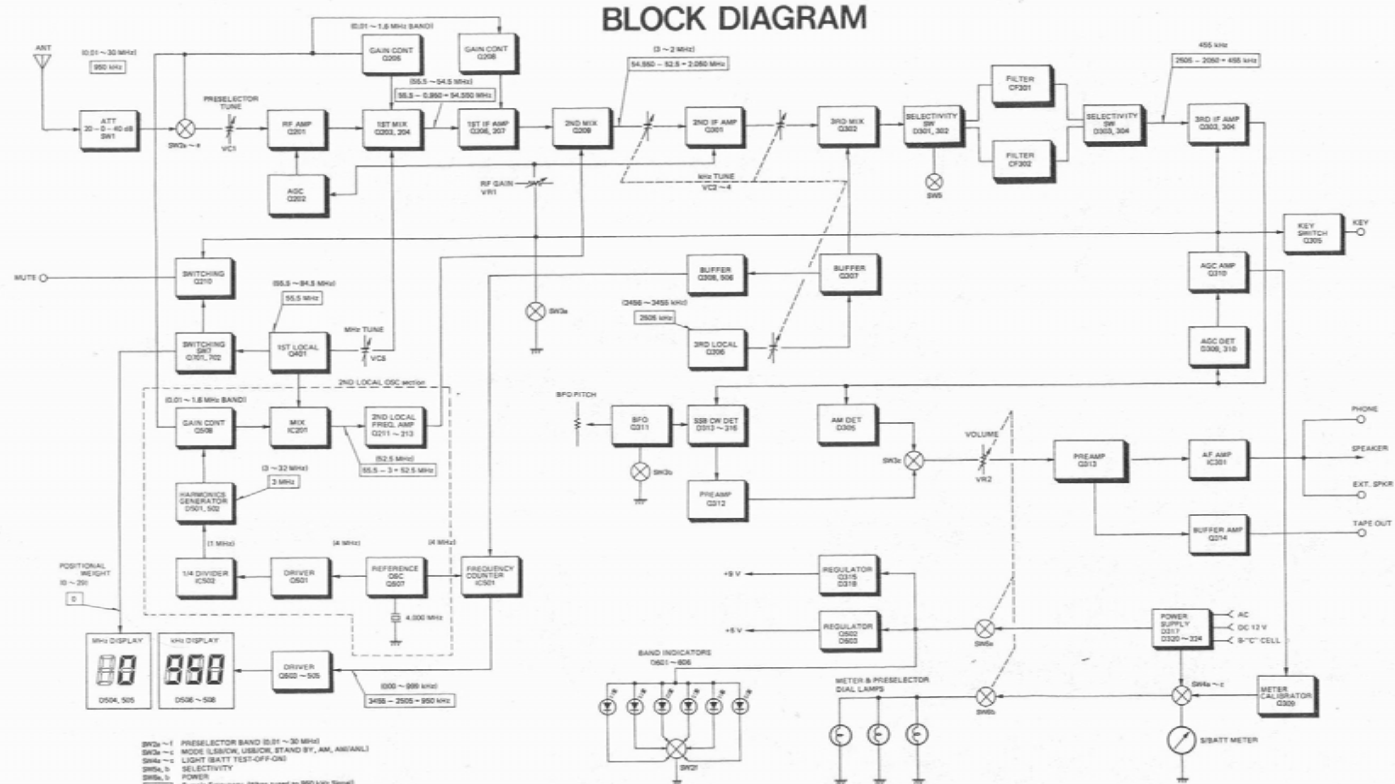 BLOCK DIAGRAM
ANT
(0.01 ~ 30 MHz)
950 kHz
ATT
20 - 0 - 40 dB
SW1
SW2a ~ e
PRESELECTOR
TUNE
VC1
RF AMP
Q201
AGC
Q202
(0.01 ~ 1.6 MHz BAND)
GAIN CONT
Q205
GAIN CONT
Q208
(55.5 ~ 54.5 MHz)
55.5 - 0.950 = 54.550 MHz
1ST MIX
Q203, 204
1ST IF AMP
Q206, 207
2ND MIX
Q209
(3 ~ 2 MHz)
54.550 - 52.5 = 2.050 MHz
2ND IF AMP
Q301
3RD MIX
Q302
SELECTIVITY
SW
D301, 302
FILTER
CF301
FILTER
CF302
SELECTIVITY
SW
D303, 304
455 kHz
2505 - 2050 = 455 kHz
3RD IF AMP
Q303, 304
SW5
RF GAIN
VR1
kHz TUNE
VC2 ~ 4
KEY
SWITCH
Q305
KEY
MUTE
SWITCHING
Q210
BUFFER
Q308, 506
BUFFER
Q307
AGC AMP
Q310
(55.5 ~ 84.5 MHz)
55.5 MHz
SW3a
(3455 ~ 3455 kHz)
2505 kHz
SWITCHING
SW7
Q701, 702
1ST LOCAL
Q401
MHz TUNE
VC5
3RD LOCAL
Q306
AGC DET
D309, 310
2ND LOCAL OSC section
(0.01 ~ 1.6 MHz BAND)
GAIN CONT
Q508
MIX
IC201
2ND LOCAL
FREQ. AMP
Q211 ~ 213
(52.5 MHz)
55.5 - 3 = 52.5 MHz
BFO PITCH
BFO
Q311
SSB CW DET
D313 ~ 316
AM DET
D305
SW3b
SW3c
VOLUME
VR2
PREAMP
Q313
AF AMP
IC301
PHONE
SPEAKER
EXT. SPKR
TAPE OUT
(3 ~ 32 MHz)
3 MHz
HARMONICS
GENERATOR
D501, 502
PREAMP
Q312
BUFFER AMP
Q314
(1 MHz)
(4 MHz)
(4 MHz)
1/4 DIVIDER
IC502
DRIVER
Q501
REFERENCE
OSC
Q507
FREQUENCY
COUNTER
IC501
4.000 MHz
POSITIONAL
WEIGHT
(0 ~ 29)
0
+9 V
REGULATOR
Q315
D318
+5 V
REGULATOR
Q502
D503
SW6a
POWER
SUPPLY
D317
D320 ~ 324
AC
DC 12 V
8-"C" CELL
MHz DISPLAY
0
D504, 505
kHz DISPLAY
950
D506 ~ 508
DRIVER
Q503 ~ 505
(000 ~ 999 kHz)
3455 - 2505 = 950 kHz
BAND INDICATORS
D601 ~ 606
SW2f
METER & PRESELECTOR
DIAL LAMPS
SW6b
SW4a ~ c
METER
CALIBRATOR
Q309
S/BATT METER
SW2a ~ f PRESELECTOR BAND (0.01 ~ 30 MHz)
SW3a ~ c MODE (LSB/CW, USB/CW, STAND BY, AM, AM/ANL)
SW4a ~ c LIGHT (BATT TEST-OFF-ON)
SW5a, b SELECTIVITY
SW6a, b POWER